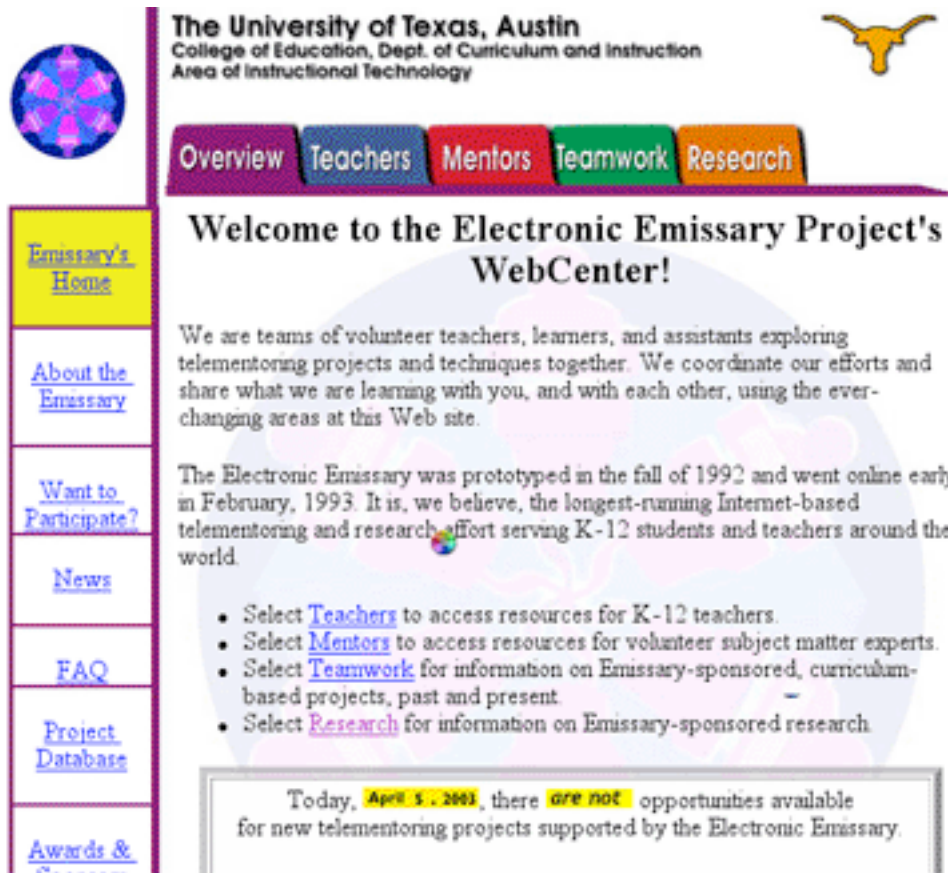 The University of Texas, Austin
College of Education, Dept. of Curriculum and Instruction
Area of Instructional Technology
Overview Teachers Mentors Teamwork Research
Emissary's
Home
About the
Emissary
Want to
Participate?
News
FAQ
Project
Database
Awards &
Welcome to the Electronic Emissary Project's
WebCenter!
We are teams of volunteer teachers, learners, and assistants exploring
telementoring projects and techniques together. We coordinate our efforts and
share what we are learning with you, and with each other, using the ever-
changing areas at this Web site.
The Electronic Emissary was prototyped in the fall of 1992 and went online early
in February, 1993. It is, we believe, the longest-running Internet-based
telementoring and research effort serving K-12 students and teachers around the
world.
• Select Teachers to access resources for K-12 teachers.
• Select Mentors to access resources for volunteer subject matter experts.
• Select Teamwork for information on Emissary-sponsored, curriculum-
based projects, past and present.
• Select Research for information on Emissary-sponsored research.
Today, April 5 . 2003, there are not opportunities available
for new telementoring projects supported by the Electronic Emissary.